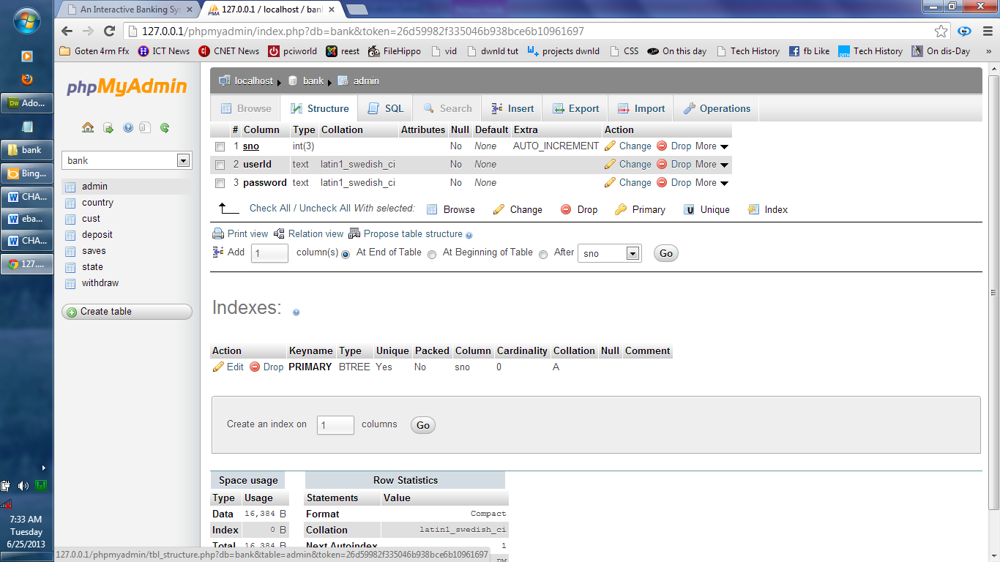 An Interactive Banking Sy
127.0.0.1 / localhost / ban
127.0.0.1/phpmyadmin/index.php?db=bank&token=26d59982f335046b938bce6b10961697
Goten 4rm Ffx ICT News CNET News pciworld reest FileHippo vid dwnld tut projects dwnld CSS On this day Tech History fb Like Tech History On dis-Day »
Ado...
bank
Bing...
CHA...
eba...
CHA...
127....
7:33 AM
Tuesday
6/25/2013
phpMyAdmin
bank
admin
country
cust
deposit
saves
state
withdraw
Create table
localhost bank admin
Browse Structure SQL Search Insert Export Import Operations
# Column Type Collation Attributes Null Default Extra Action
1 sno int(3) No None AUTO_INCREMENT Change Drop More
2 userId text latin1_swedish_ci No None Change Drop More
3 password text latin1_swedish_ci No None Change Drop More
Check All / Uncheck All With selected: Browse Change Drop Primary Unique Index
Print view Relation view Propose table structure
Add 1 column(s) At End of Table At Beginning of Table After sno Go
Indexes:
Action Keyname Type Unique Packed Column Cardinality Collation Null Comment
Edit Drop PRIMARY BTREE Yes No sno 0 A
Create an index on 1 columns Go
Space usage
Type Usage
Data 16,384 B
Index 0 B
Total 16,384 B
Row Statistics
Statements Value
Format Compact
Collation latin1_swedish_ci
Next Autoindex 1
127.0.0.1/phpmyadmin/tbl_structure.php?db=bank&table=admin&token=26d59982f335046b938bce6b10961697